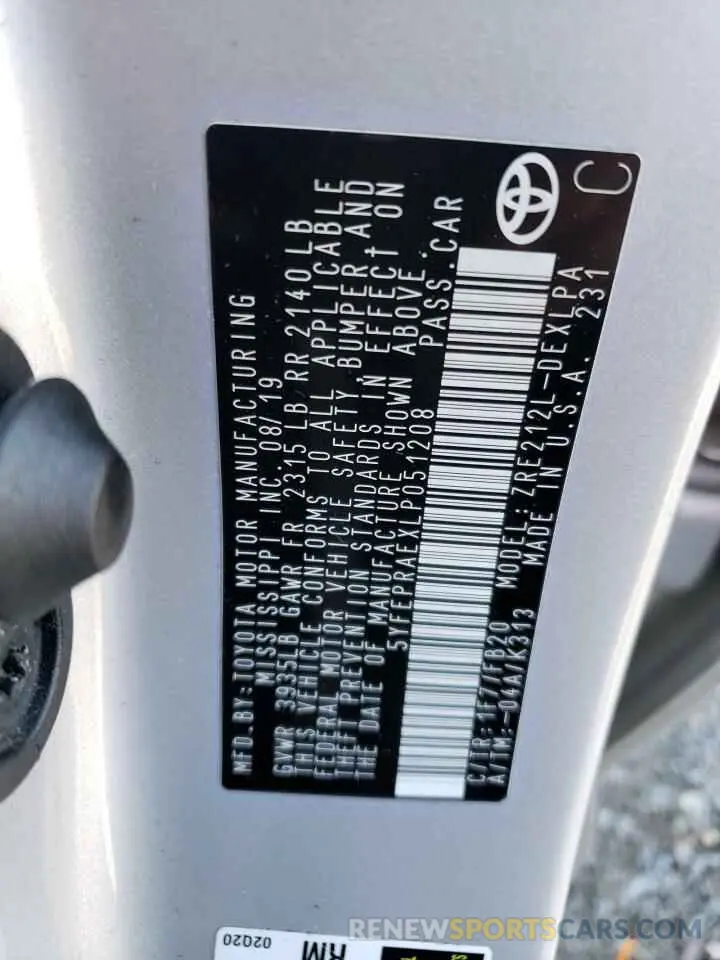 MFD.BY:TOYOTA MOTOR MANUFACTURING
MISSISSIPPI INC. 08/19
GVWR 3935LB GAWR FR 2315 LB RR 2140 LB
THIS VEHICLE CONFORMS TO ALL APPLICABLE
FEDERAL MOTOR VEHICLE SAFETY, BUMPER, AND
THEFT PREVENTION STANDARDS IN EFFECT ON
THE DATE OF MANUFACTURE SHOWN ABOVE.
5YFEPRAEXLP051208 PASS.CAR
C/TR:1F7/FB20 MODEL:ZRE212L-DEXLPA
A/TM:-04A/K313 MADE IN U.S.A. 231
C
02Q20
RM
RENEWSPORTSCARS.COM